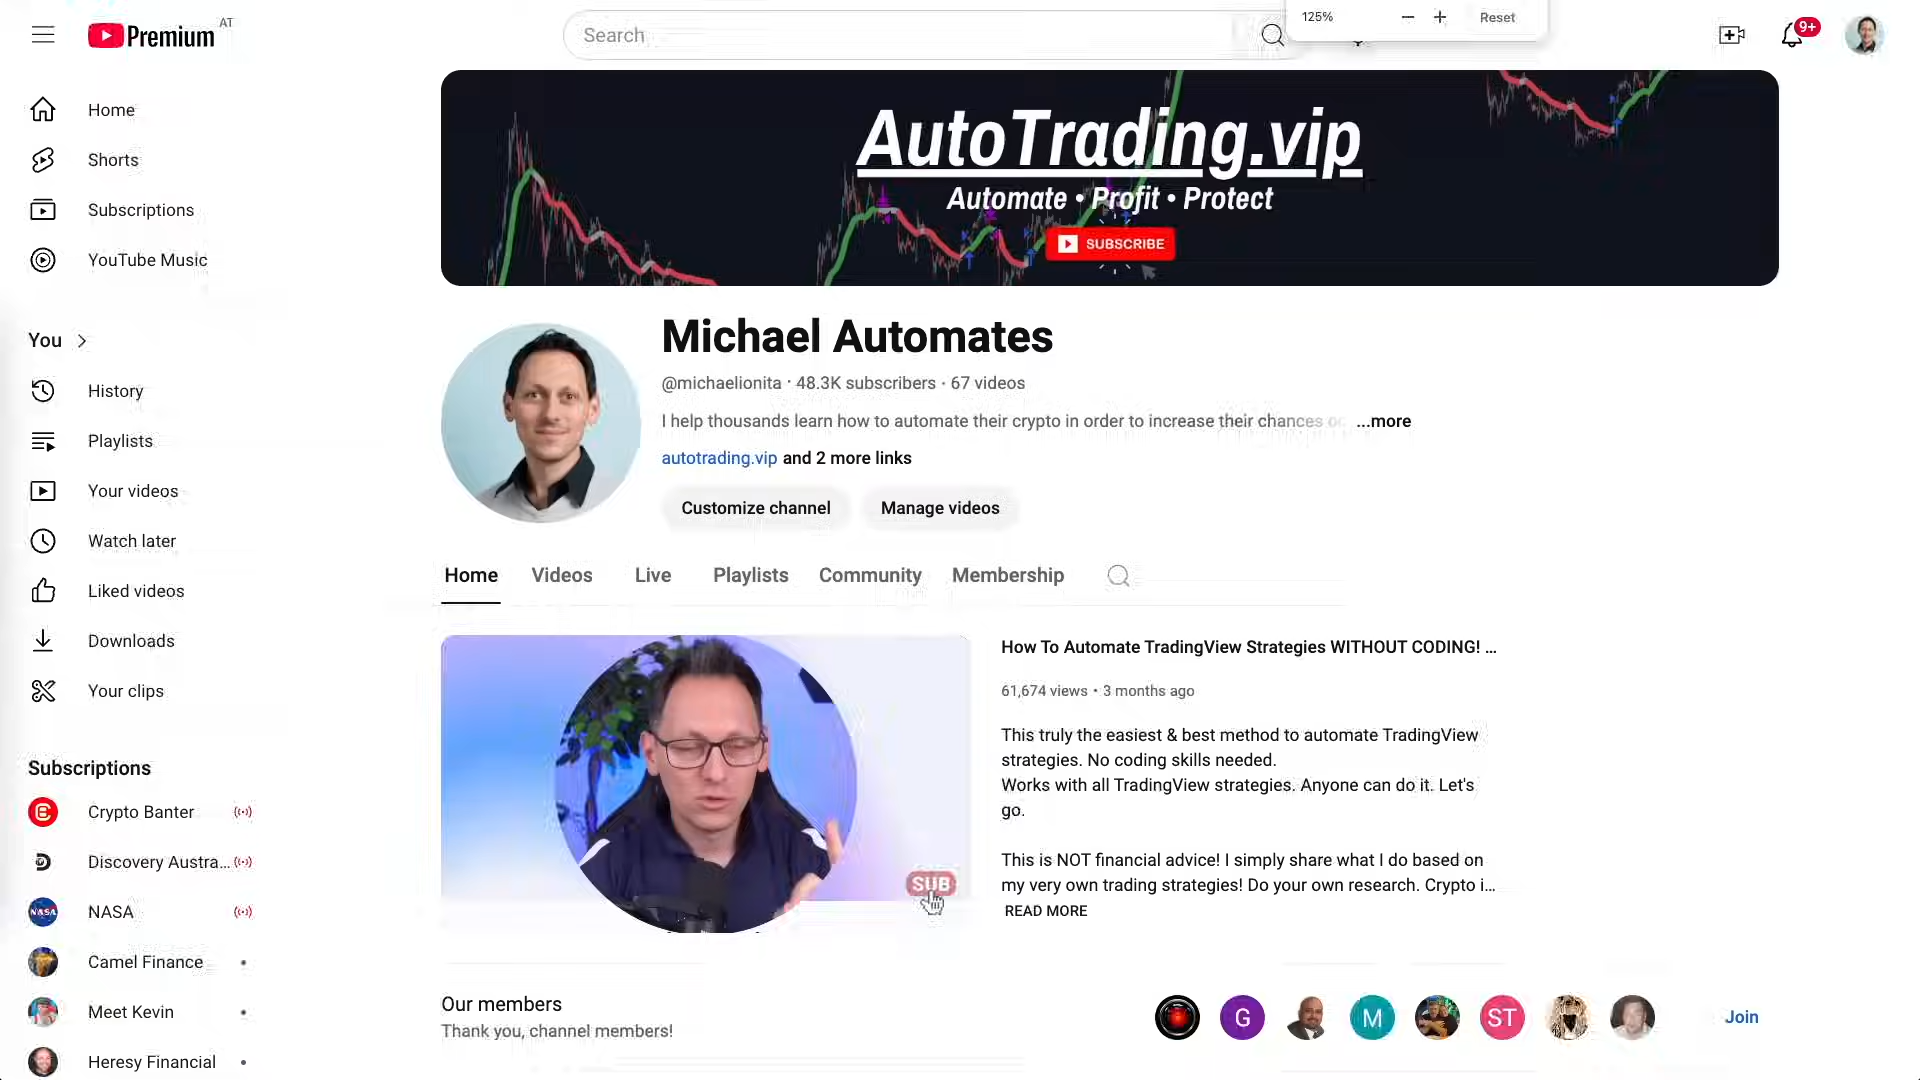 Premium AT
Search
125%
Reset
9+
Home
Shorts
Subscriptions
YouTube Music
You
History
Playlists
Your videos
Watch later
Liked videos
Downloads
Your clips
Subscriptions
Crypto Banter
Discovery Austra...
NASA
Camel Finance
Meet Kevin
Heresy Financial
AutoTrading.vip
Automate • Profit • Protect
SUBSCRIBE
Michael Automates
@michaelionita · 48.3K subscribers · 67 videos
I help thousands learn how to automate their crypto in order to increase their chances ...more
autotrading.vip and 2 more links
Customize channel
Manage videos
Home
Videos
Live
Playlists
Community
Membership
SUB
How To Automate TradingView Strategies WITHOUT CODING! ...
61,674 views • 3 months ago
This truly the easiest & best method to automate TradingView
strategies. No coding skills needed.
Works with all TradingView strategies. Anyone can do it. Let's
go.
This is NOT financial advice! I simply share what I do based on
my very own trading strategies! Do your own research. Crypto i...
READ MORE
Our members
Thank you, channel members!
G
M
ST
Join